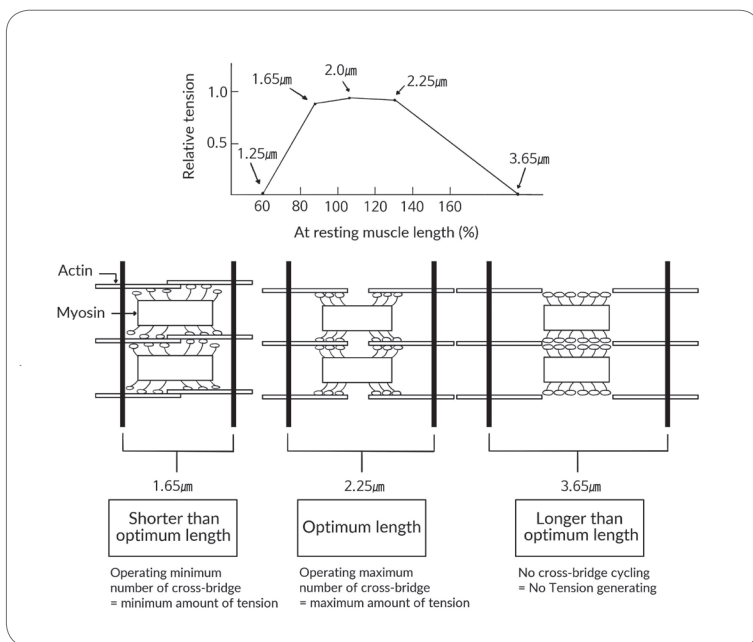 2.0㎛
1.65㎛
2.25㎛
1.0
Relative tension
0.5
1.25㎛
3.65㎛
60 80 100 120 140 160
At resting muscle length (%)
Actin
Myosin
1.65㎛
2.25㎛
3.65㎛
Shorter than
optimum length
Optimum length
Longer than
optimum length
Operating minimum
number of cross-bridge
= minimum amount of tension
Operating maximum
number of cross-bridge
= maximum amount of tension
No cross-bridge cycling
= No Tension generating